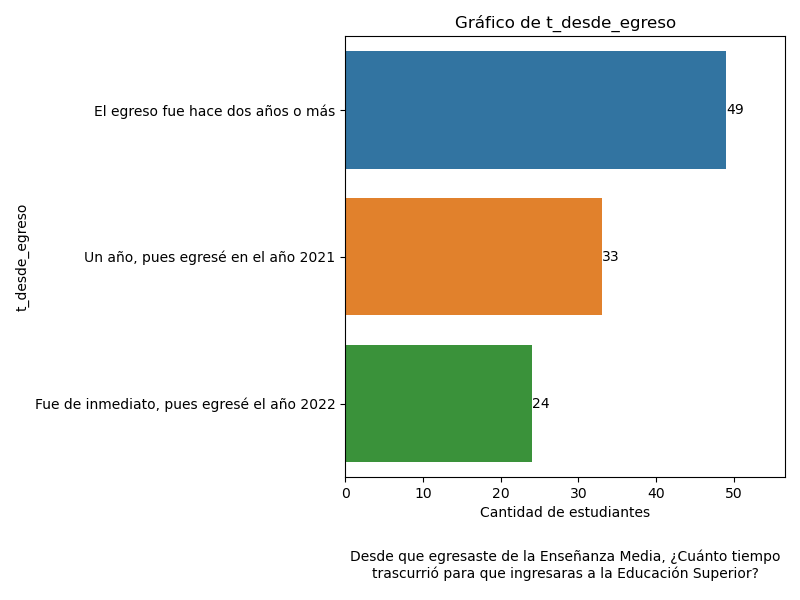 Gráfico de t_desde_egreso
El egreso fue hace dos años o más
49
Un año, pues egresé en el año 2021
33
Fue de inmediato, pues egresé el año 2022
24
t_desde_egreso
0 10 20 30 40 50
Cantidad de estudiantes
Desde que egresaste de la Enseñanza Media, ¿Cuánto tiempo
trascurrió para que ingresaras a la Educación Superior?